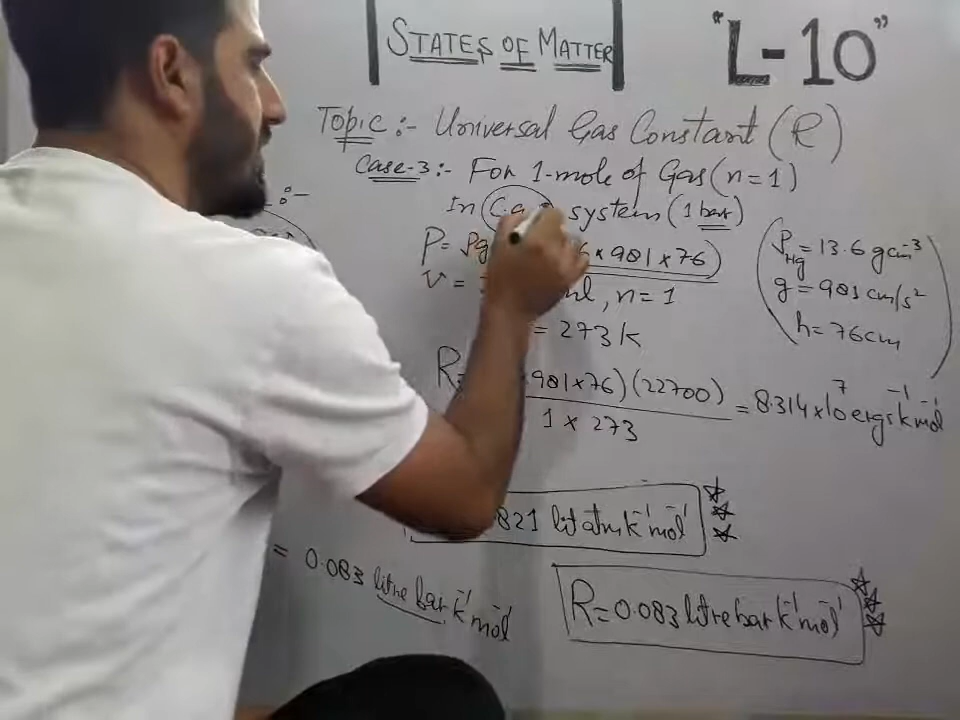 STATES OF MATTER
"L-10"
Topic:- Universal Gas Constant (R)
Case-3:- For 1-mole of Gas (n=1)
In system (1 bar)
:-
P= ×981×76)
V= ml, n=1
= 273K
ρHg = 13.6 gcm⁻³
g = 981 cm/s²
h = 76cm
R= 981×76)(22700) = 8.314×10⁷ ergs K⁻¹ mol⁻¹
1 × 273
821 lit atm K⁻¹ mol⁻¹
= 0.083 litre bar K⁻¹ mol⁻¹
R=0.083 litre bar K⁻¹ mol⁻¹